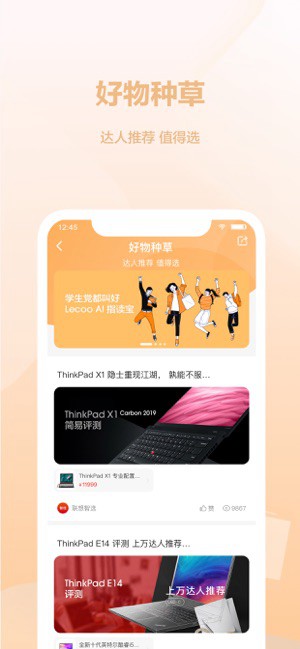 好物种草
达人推荐 值得选
12:45
好物种草
达人推荐 值得选
学生党都叫好
Lecoo AI 指读宝
ThinkPad X1 隐士重现江湖， 孰能不服…
ThinkPad X1 Carbon 2019
简易评测
ThinkPad X1 专业配置…
¥11999
联想智选
赞
9867
ThinkPad E14 评测 上万达人推荐…
ThinkPad E14
评测
上万达人推荐
全新十代英特尔酷睿i5…